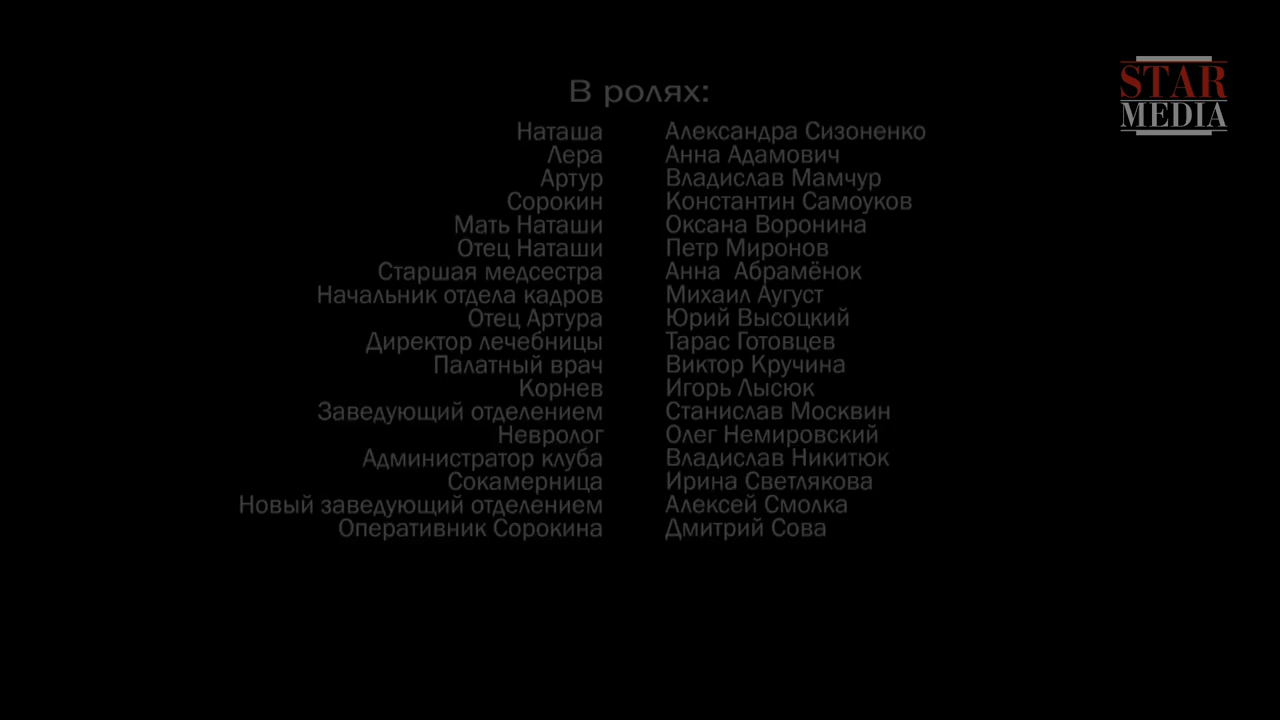 STAR
MEDIA
В ролях:
Наташа Александра Сизоненко
Лера Анна Адамович
Артур Владислав Мамчур
Сорокин Константин Самоуков
Мать Наташи Оксана Воронина
Отец Наташи Петр Миронов
Старшая медсестра Анна Абрамёнок
Начальник отдела кадров Михаил Аугуст
Отец Артура Юрий Высоцкий
Директор лечебницы Тарас Готовцев
Палатный врач Виктор Кручина
Корнев Игорь Лысюк
Заведующий отделением Станислав Москвин
Невролог Олег Немировский
Администратор клуба Владислав Никитюк
Сокамерница Ирина Светлякова
Новый заведующий отделением Алексей Смолка
Оперативник Сорокина Дмитрий Сова